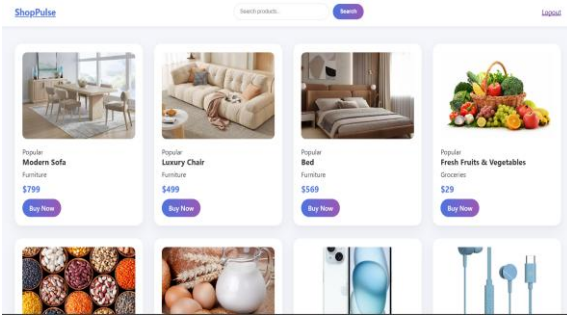 ShopPulse
Search products...
Search
Logout
Popular
Modern Sofa
Furniture
$799
Buy Now
Popular
Luxury Chair
Furniture
$499
Buy Now
Popular
Bed
Furniture
$569
Buy Now
Popular
Fresh Fruits & Vegetables
Groceries
$29
Buy Now